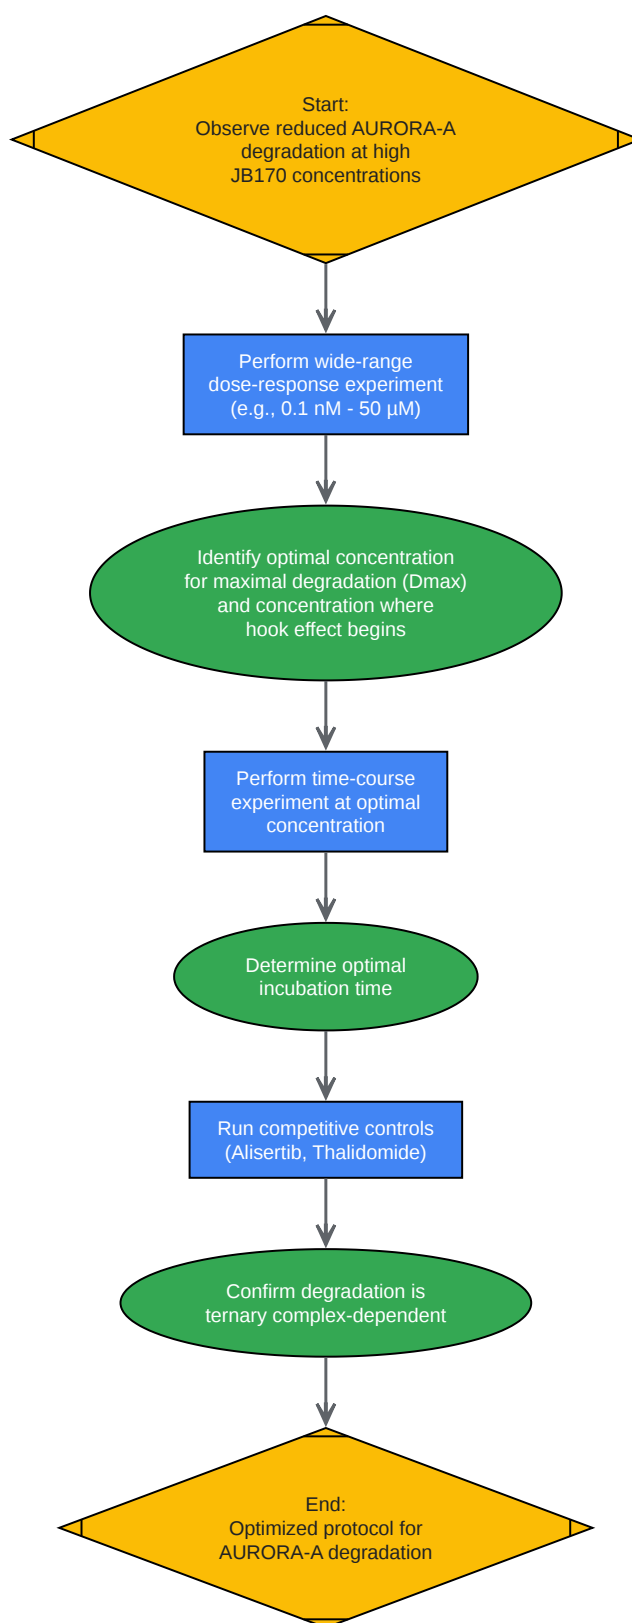 Start:
Observe reduced AURORA-A
degradation at high
JB170 concentrations
Perform wide-range
dose-response experiment
(e.g., 0.1 nM - 50 µM)
Identify optimal concentration
for maximal degradation (Dmax)
and concentration where
hook effect begins
Perform time-course
experiment at optimal
concentration
Determine optimal
incubation time
Run competitive controls
(Alisertib, Thalidomide)
Confirm degradation is
ternary complex-dependent
End:
Optimized protocol for
AURORA-A degradation